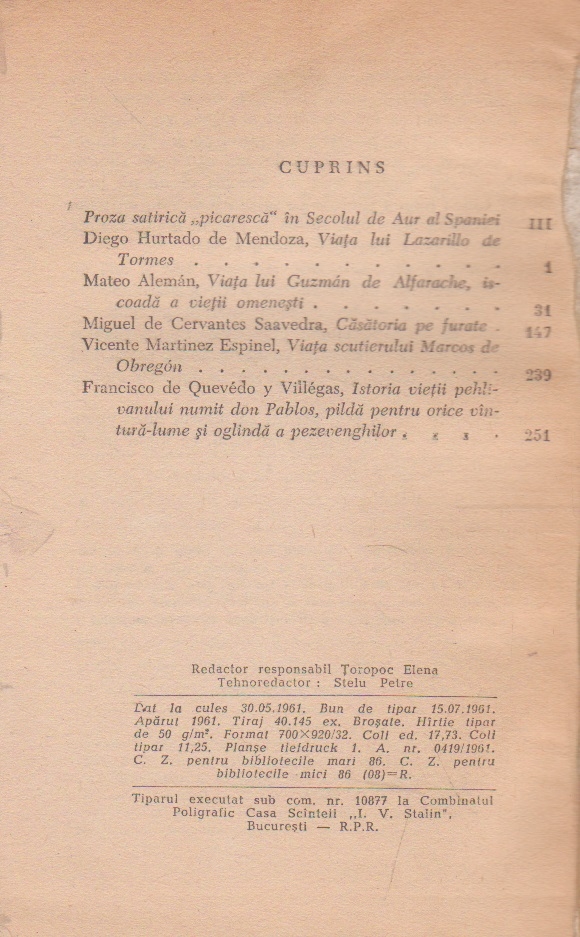 CUPRINS
Proza satirică „picarescă“ în Secolul de Aur al Spaniei III
Diego Hurtado de Mendoza, Viața lui Lazarillo de
Tormes . . . . . . . . . . . 1
Mateo Alemán, Viața lui Guzmán de Alfarache, is-
coadă a vieții omenești . . . . . . . 31
Miguel de Cervantes Saavedra, Căsătoria pe furate . 147
Vicente Martinez Espinel, Viața scutierului Marcos de
Obregón . . . . . . . . . . . . 239
Francisco de Quevédo y Villégas, Istoria vieții pehli-
vanului numit don Pablos, pildă pentru orice vîn-
tură-lume și oglindă a pezevenghilor . . . . 251
Redactor responsabil Țoropoc Elena
Tehnoredactor : Stelu Petre
Dat la cules 30.05.1961. Bun de tipar 15.07.1961.
Apărut 1961. Tiraj 40.145 ex. Broșate. Hîrtie tipar
de 50 g/m². Format 700×920/32. Coli ed. 17,73. Coli
tipar 11,25. Planșe tiefdruck 1. A. nr. 0419/1961.
C. Z. pentru bibliotecile mari 86. C. Z. pentru
bibliotecile mici 86 (08)=R.
Tiparul executat sub com. nr. 10877 la Combinatul
Poligrafic Casa Scînteii „I. V. Stalin",
București — R.P.R.